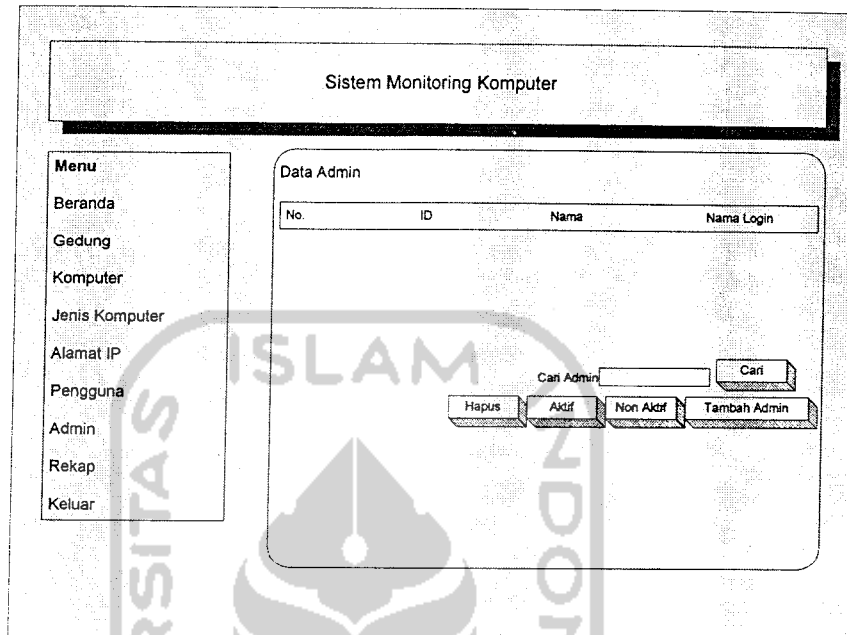 Sistem Monitoring Komputer
Menu
Beranda
Gedung
Komputer
Jenis Komputer
Alamat IP
Pengguna
Admin
Rekap
Keluar
Data Admin
No. ID Nama Nama Login
Cari Admin Cari
Hapus Aktif Non Aktif Tambah Admin
ISLAM